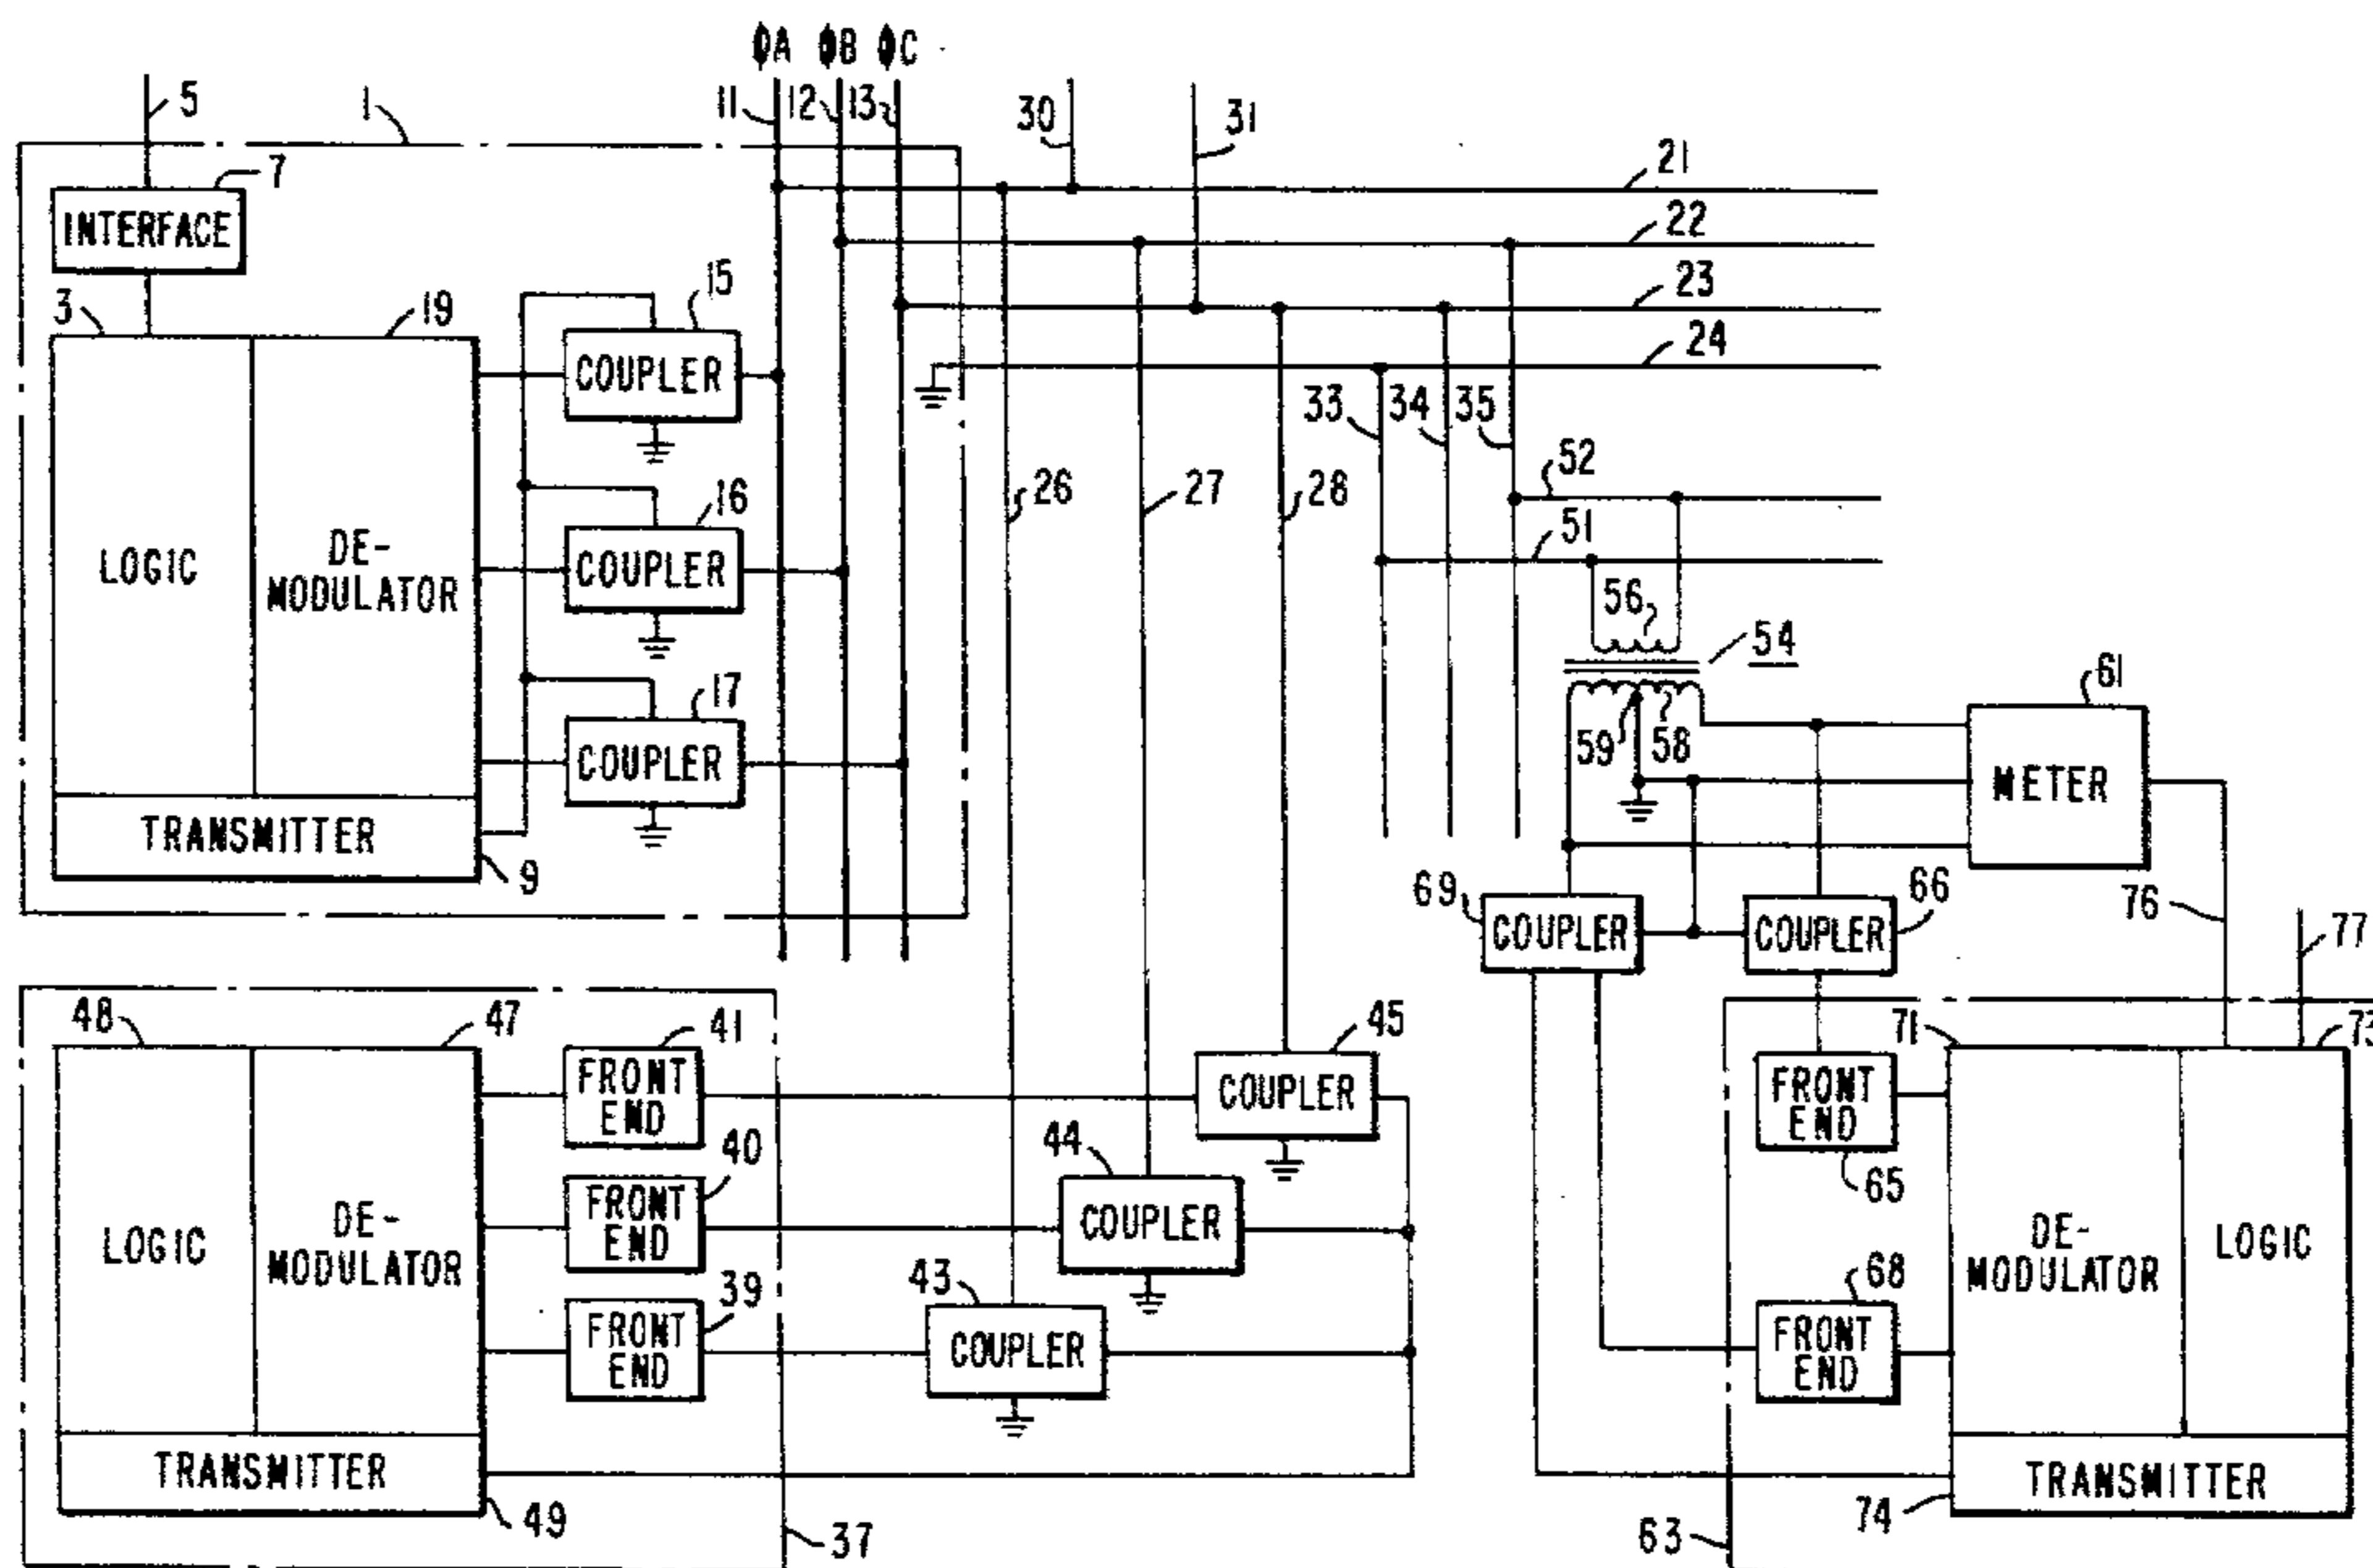 ΦA ΦB ΦC
5
1
11
12
13
30
31
7
INTERFACE
21
22
23
24
3
19
15
COUPLER
33
34
35
16
COUPLER
26
27
28
52
51
LOGIC
DE-
MODULATOR
56
54
17
COUPLER
59
58
61
METER
TRANSMITTER
9
69
COUPLER
COUPLER
66
76
77
48
47
41
FRONT
END
45
COUPLER
71
73
FRONT
END
65
40
FRONT
END
44
COUPLER
LOGIC
DE-
MODULATOR
39
FRONT
END
43
COUPLER
68
FRONT
END
DE-
MODULATOR
LOGIC
TRANSMITTER
49
37
63
74
TRANSMITTER